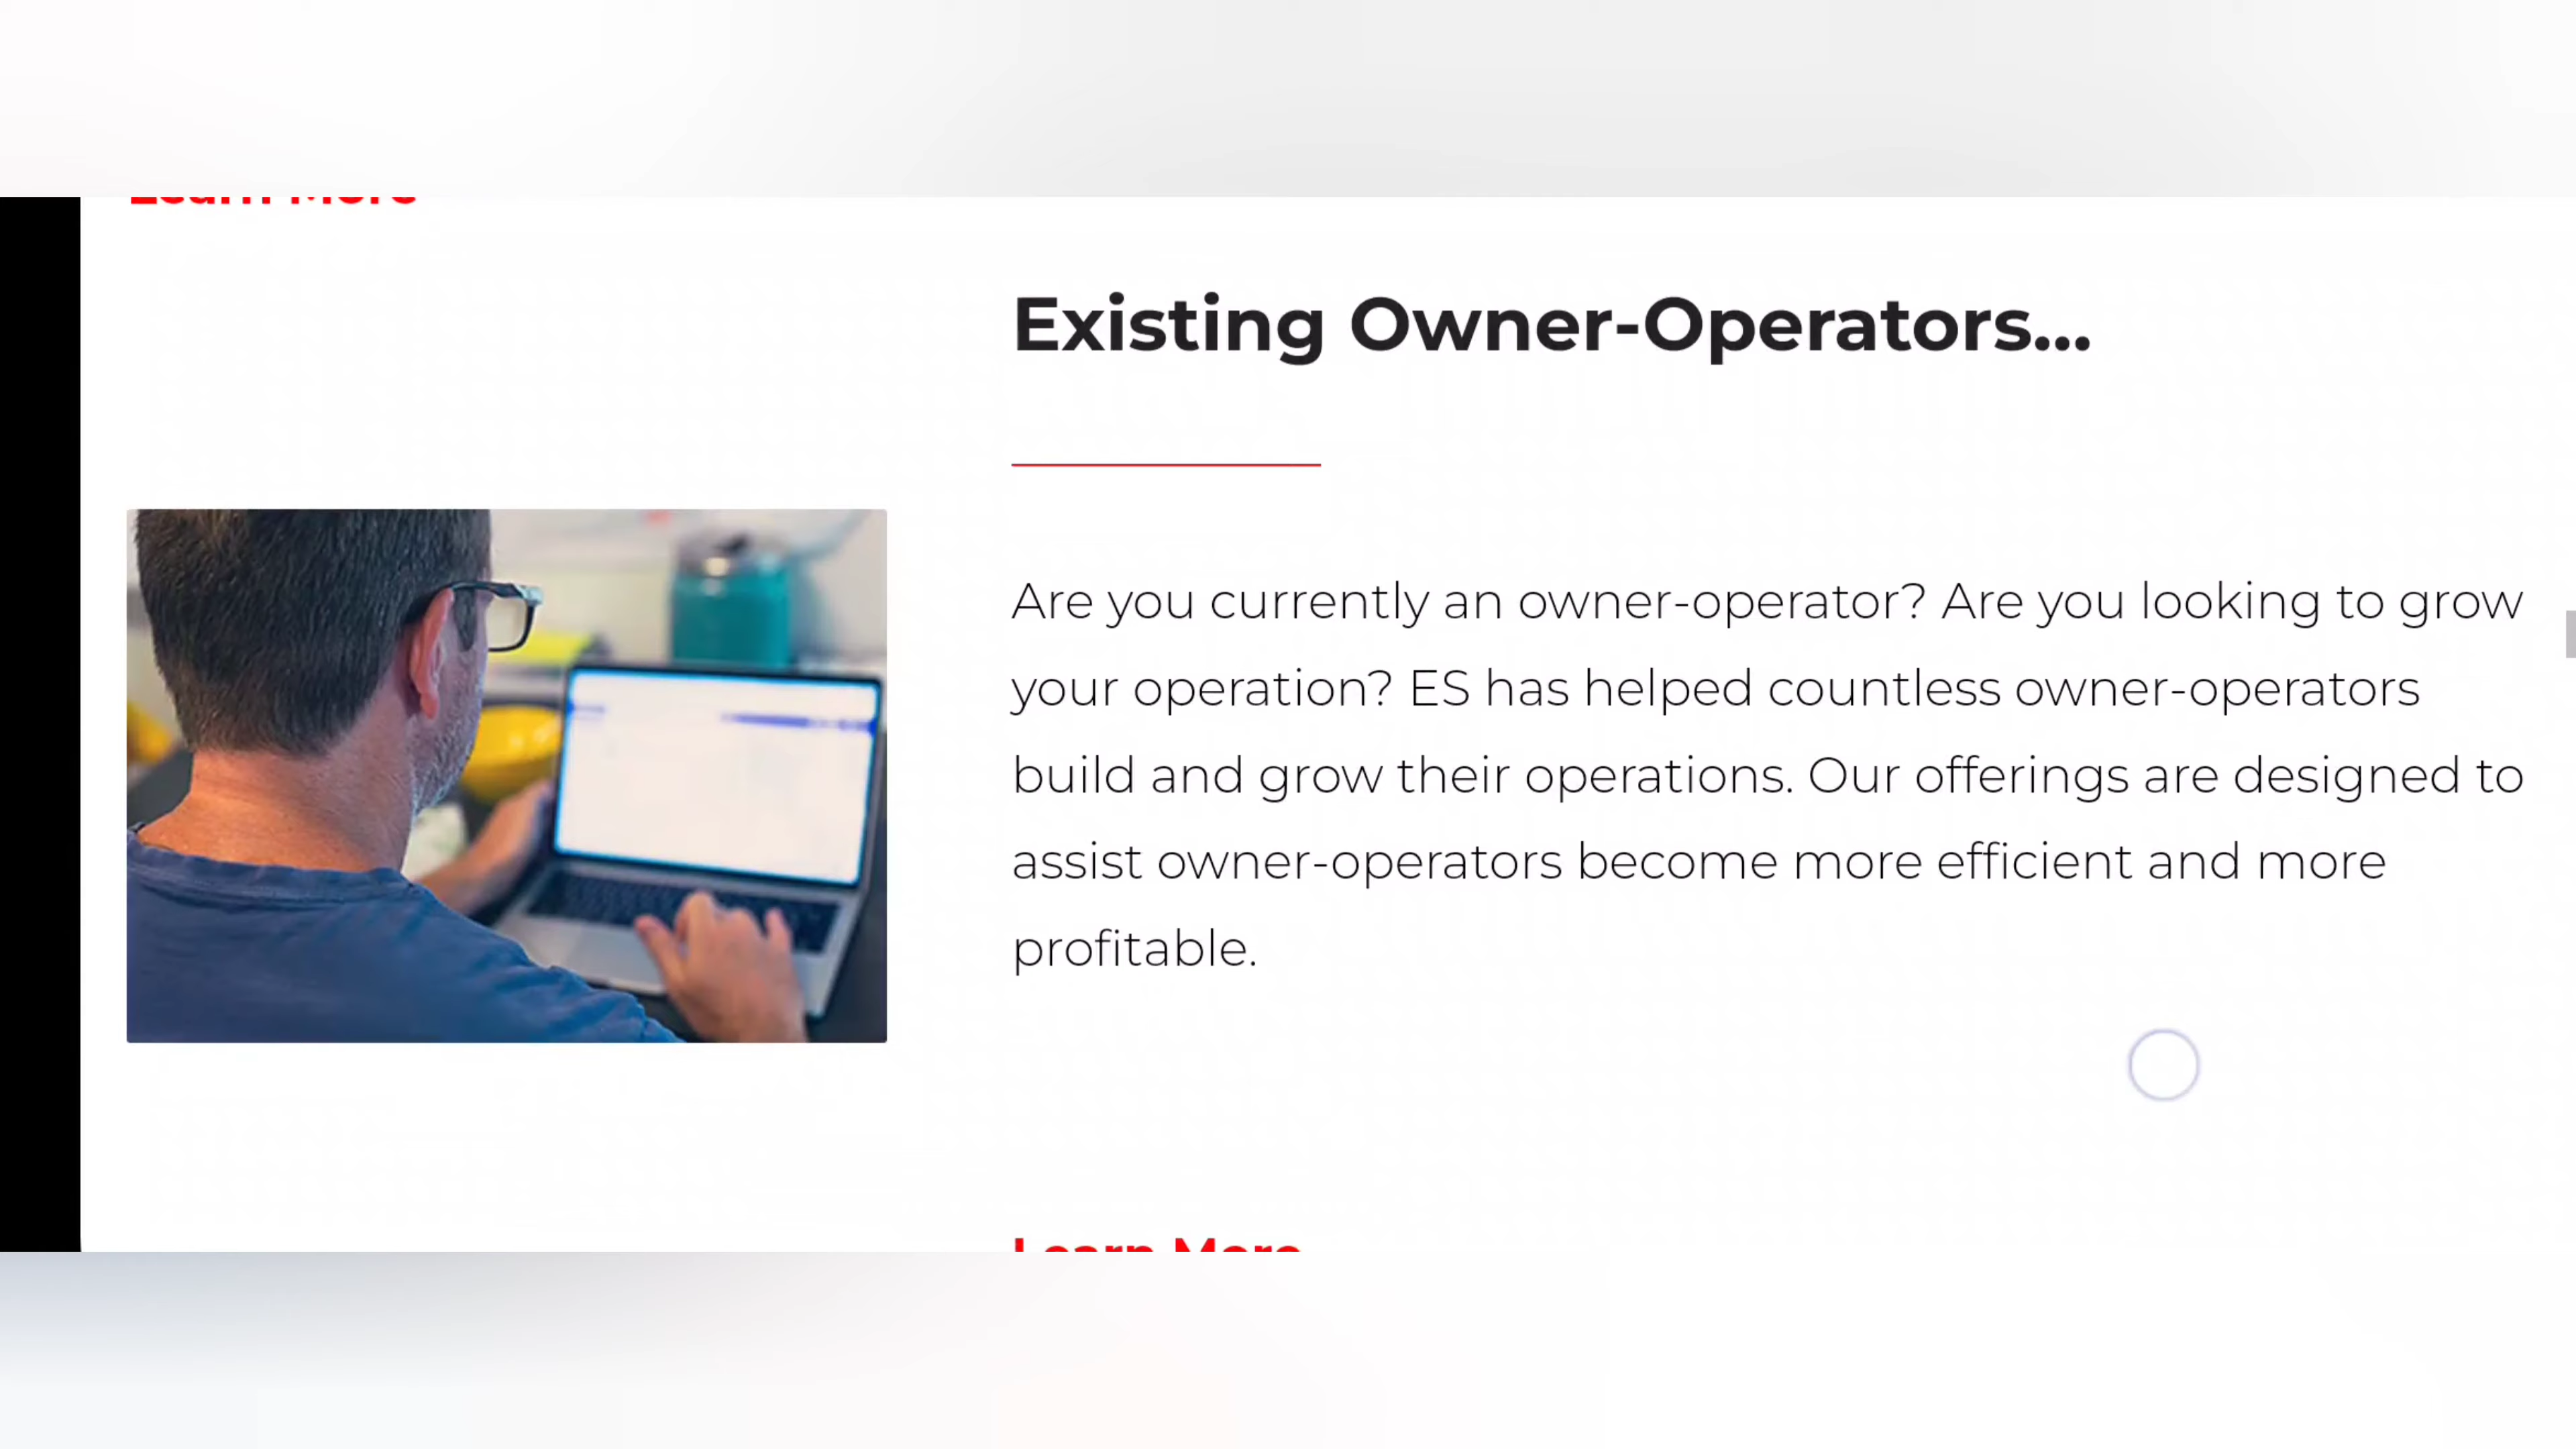 Learn More
Existing Owner-Operators...
Are you currently an owner-operator? Are you looking to grow
your operation? ES has helped countless owner-operators
build and grow their operations. Our offerings are designed to
assist owner-operators become more efficient and more
profitable.
Learn More